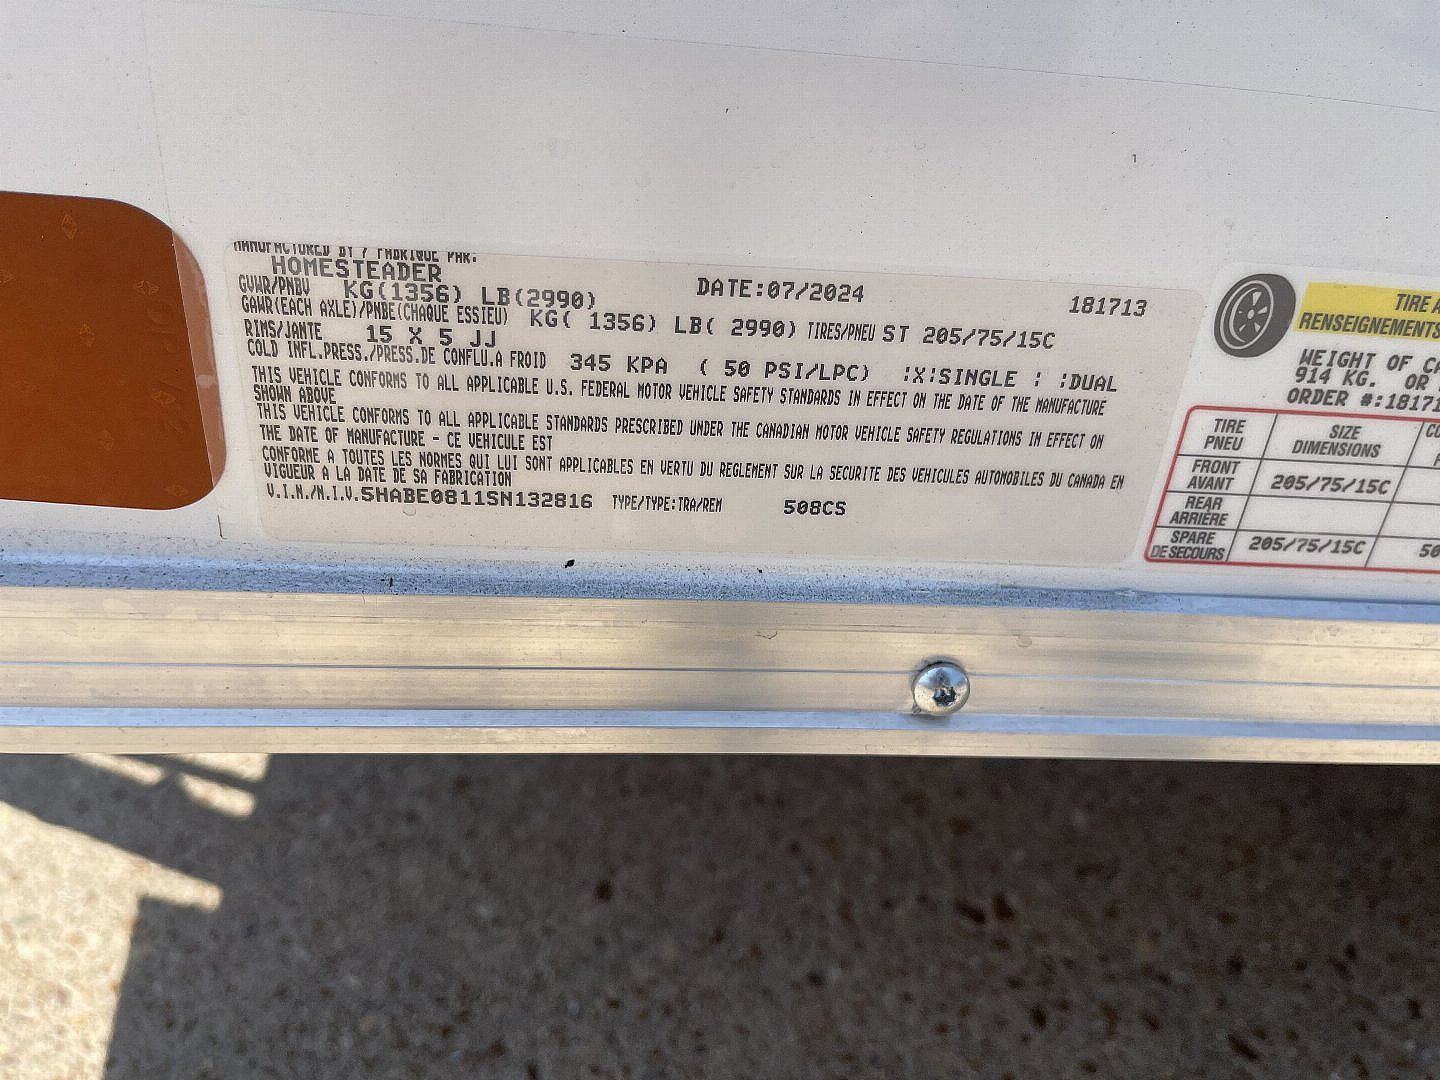 MANUFACTURED BY / FABRIQUE PAR.
HOMESTEADER
DATE:07/2024
181713
GVWR/PNBV KG(1356) LB(2990)
GAWR(EACH AXLE)/PNBE(CHAQUE ESSIEU) KG( 1356) LB( 2990) TIRES/PNEU ST 205/75/15C
RIMS/JANTE 15 X 5 JJ
COLD INFL.PRESS./PRESS.DE CONFLU.A FROID 345 KPA ( 50 PSI/LPC) :X:SINGLE : :DUAL
THIS VEHICLE CONFORMS TO ALL APPLICABLE U.S. FEDERAL MOTOR VEHICLE SAFETY STANDARDS IN EFFECT ON THE DATE OF THE MANUFACTURE
SHOWN ABOVE
THIS VEHICLE CONFORMS TO ALL APPLICABLE STANDARDS PRESCRIBED UNDER THE CANADIAN MOTOR VEHICLE SAFETY REGULATIONS IN EFFECT ON
THE DATE OF MANUFACTURE - CE VEHICULE EST
CONFORME A TOUTES LES NORMES QUI LUI SONT APPLICABLES EN VERTU DU REGLEMENT SUR LA SECURITE DES VEHICULES AUTOMOBILES DU CANADA EN
VIGUEUR A LA DATE DE SA FABRICATION
V.I.N./N.I.V.5HABE0811SN132816 TYPE/TYPE:TRA/REM 508CS
TIRE
RENSEIGNEMENTS
WEIGHT OF
914 KG. OR
ORDER #:18171
TIRE PNEU SIZE DIMENSIONS
FRONT AVANT 205/75/15C
REAR ARRIÈRE
SPARE DE SECOURS 205/75/15C 50